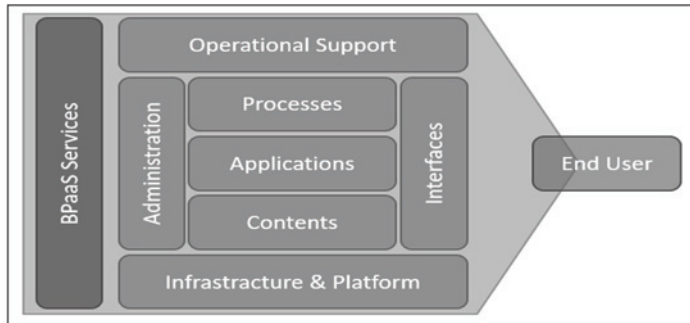 BPaaS Services
Operational Support
Administration
Processes
Applications
Contents
Interfaces
Infrastracture & Platform
End User